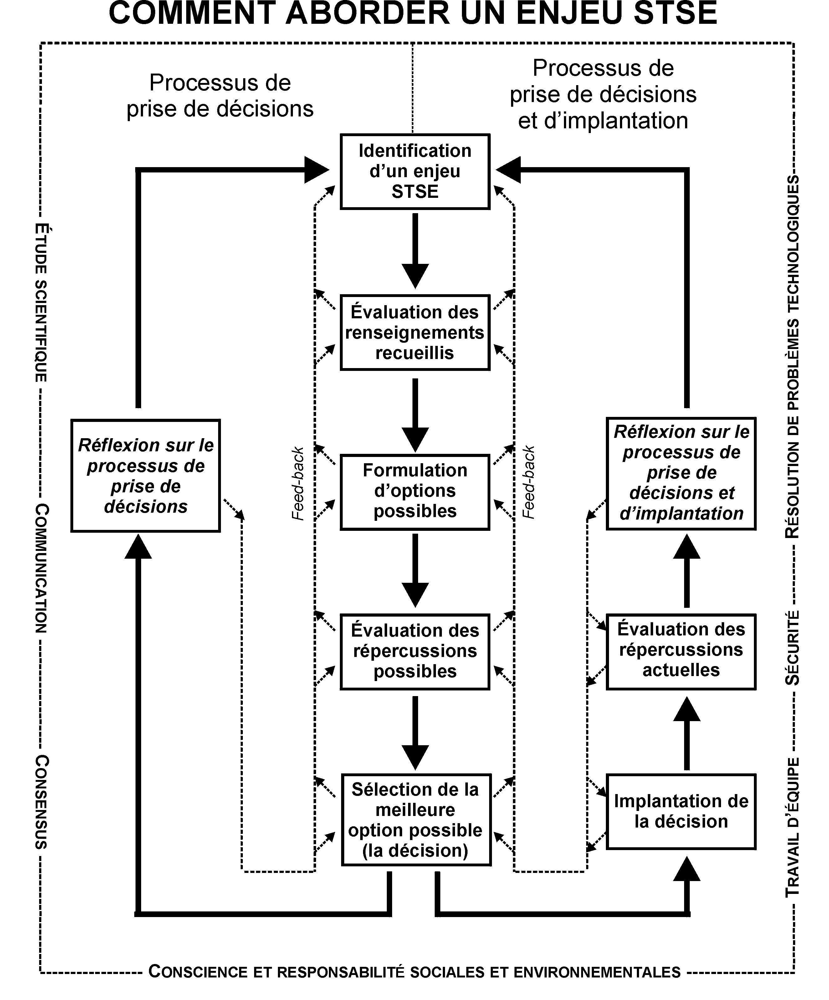 COMMENT ABORDER UN ENJEU STSE
Processus de
prise de décisions
Processus de
prise de décisions
et d’implantation
Identification
d’un enjeu
STSE
Évaluation des
renseignements
recueillis
Formulation
d’options
possibles
Évaluation des
répercussions
possibles
Sélection de la
meilleure
option possible
(la décision)
Réflexion sur le
processus de
prise de
décisions
Feed-back
Feed-back
Réflexion sur le
processus de
prise de
décisions et
d’implantation
Évaluation des
répercussions
actuelles
Implantation de
la décision
ÉTUDE SCIENTIFIQUE
COMMUNICATION
CONSENSUS
RÉSOLUTION DE PROBLÈMES TECHNOLOGIQUES
SÉCURITÉ
TRAVAIL D’ÉQUIPE
CONSCIENCE ET RESPONSABILITÉ SOCIALES ET ENVIRONNEMENTALES